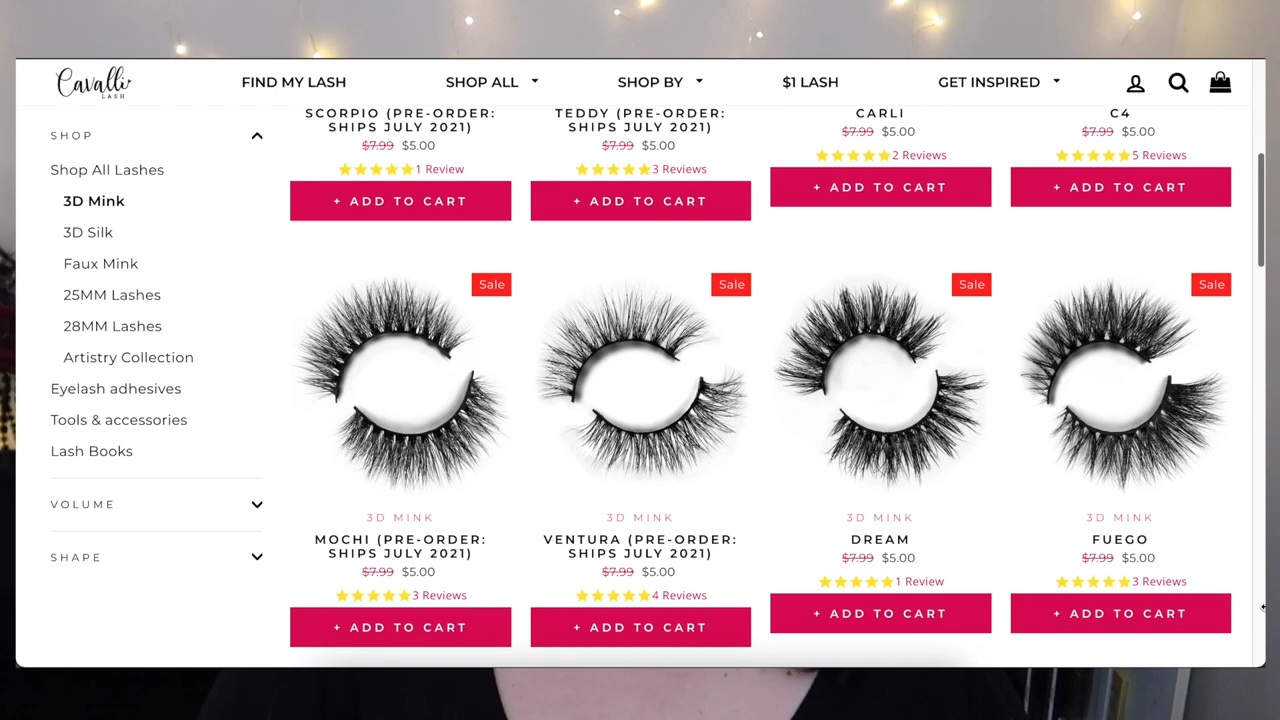 Cavalli
LASH
FIND MY LASH
SHOP ALL
SHOP BY
$1 LASH
GET INSPIRED
SHOP
Shop All Lashes
3D Mink
3D Silk
Faux Mink
25MM Lashes
28MM Lashes
Artistry Collection
Eyelash adhesives
Tools & accessories
Lash Books
VOLUME
SHAPE
SCORPIO (PRE-ORDER:
SHIPS JULY 2021)
$7.99 $5.00
1 Review
+ ADD TO CART
TEDDY (PRE-ORDER:
SHIPS JULY 2021)
$7.99 $5.00
3 Reviews
+ ADD TO CART
CARLI
$7.99 $5.00
2 Reviews
+ ADD TO CART
C4
$7.99 $5.00
5 Reviews
+ ADD TO CART
Sale
3D MINK
MOCHI (PRE-ORDER:
SHIPS JULY 2021)
$7.99 $5.00
3 Reviews
+ ADD TO CART
Sale
3D MINK
VENTURA (PRE-ORDER:
SHIPS JULY 2021)
$7.99 $5.00
4 Reviews
+ ADD TO CART
Sale
3D MINK
DREAM
$7.99 $5.00
1 Review
+ ADD TO CART
Sale
3D MINK
FUEGO
$7.99 $5.00
3 Reviews
+ ADD TO CART